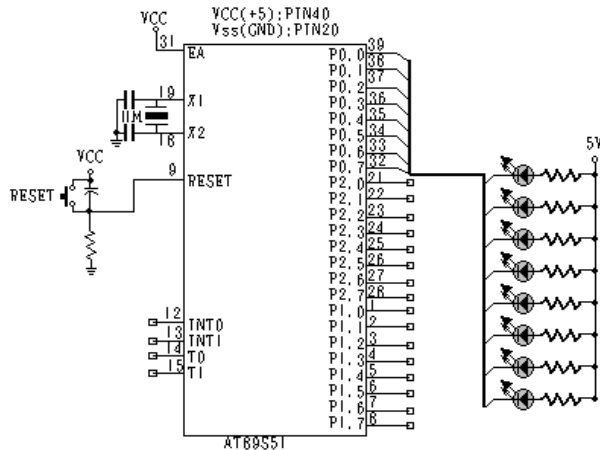 VCC
VCC(+5):PIN40
Vss(GND):PIN20
31
EA
19
X1
11M
18
X2
VCC
9
RESET
RESET
12
INT0
13
INT1
14
T0
15
T1
P0.0
39
P0.1
38
P0.2
37
P0.3
36
P0.4
35
P0.5
34
P0.6
33
P0.7
32
P2.0
21
P2.1
22
P2.2
23
P2.3
24
P2.4
25
P2.5
26
P2.6
27
P2.7
28
P1.0
1
P1.1
2
P1.2
3
P1.3
4
P1.4
5
P1.5
6
P1.6
7
P1.7
8
5V
AT89S51